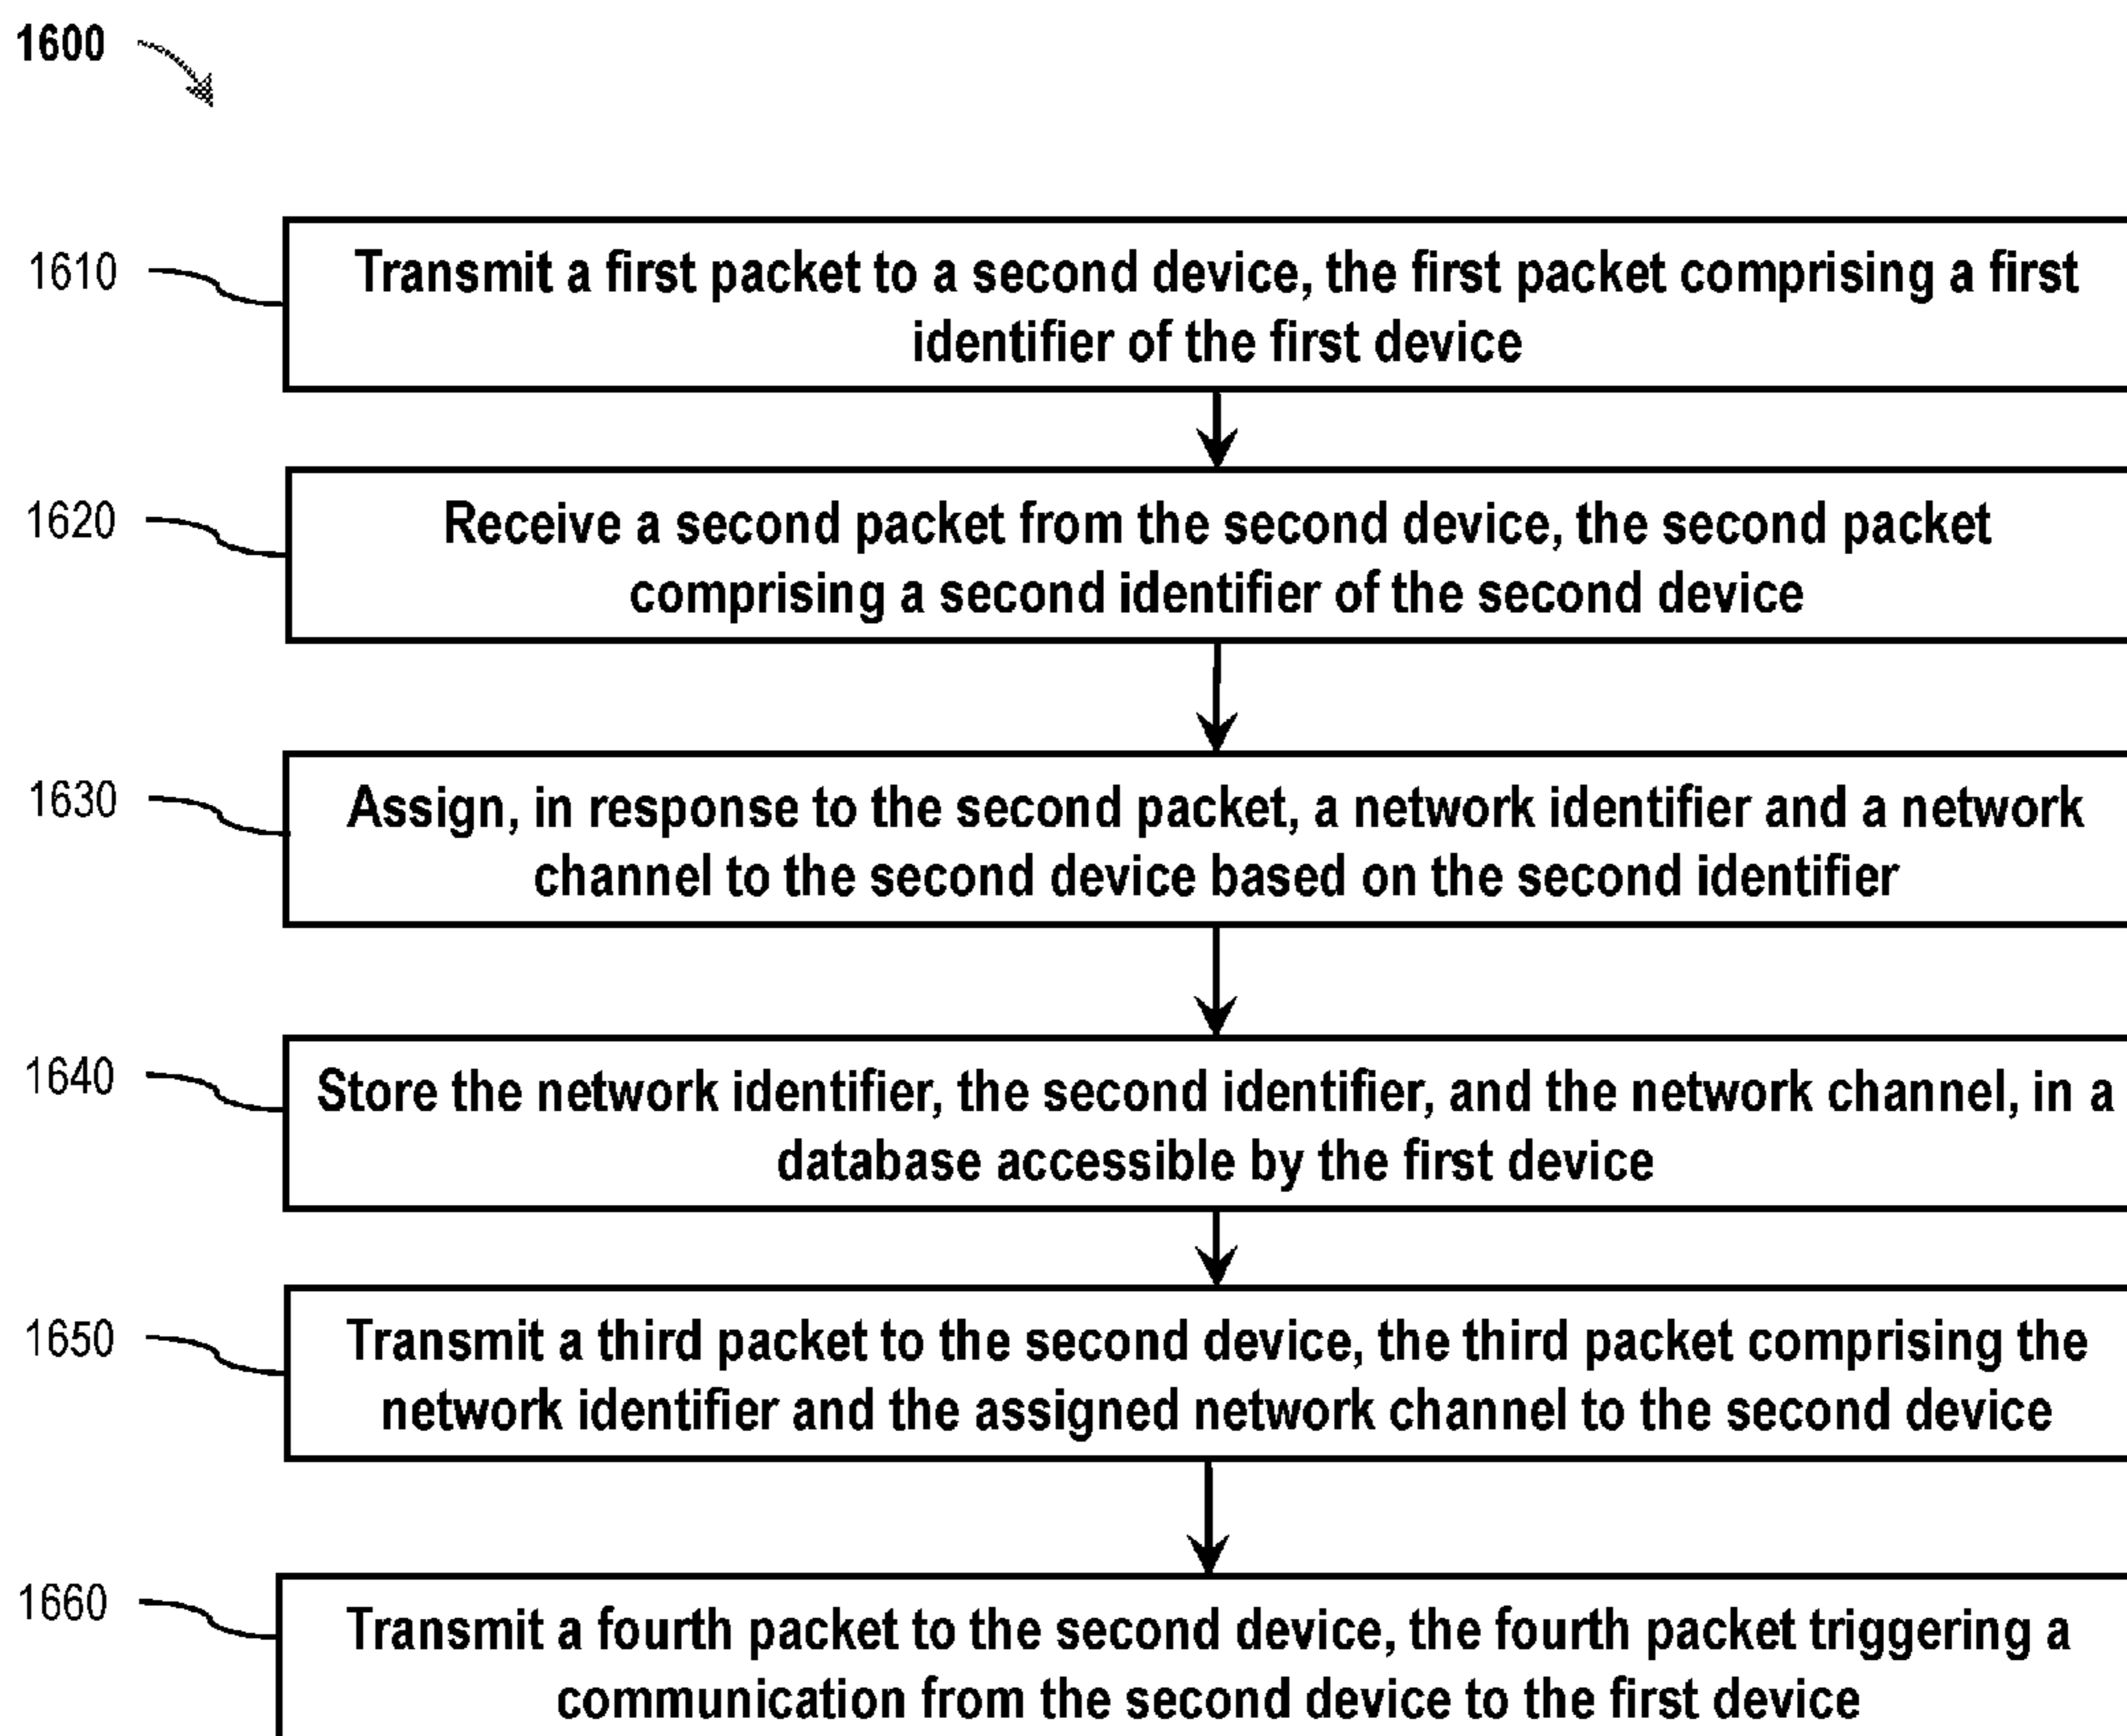 1600
1610
Transmit a first packet to a second device, the first packet comprising a first
identifier of the first device
1620
Receive a second packet from the second device, the second packet
comprising a second identifier of the second device
1630
Assign, in response to the second packet, a network identifier and a network
channel to the second device based on the second identifier
1640
Store the network identifier, the second identifier, and the network channel, in a
database accessible by the first device
1650
Transmit a third packet to the second device, the third packet comprising the
network identifier and the assigned network channel to the second device
1660
Transmit a fourth packet to the second device, the fourth packet triggering a
communication from the second device to the first device